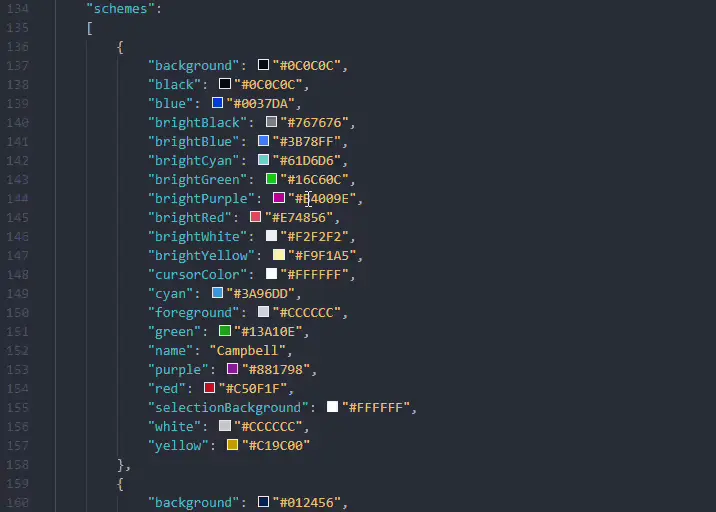 134 "schemes":
135 [
136 {
137 "background": "#0C0C0C",
138 "black": "#0C0C0C",
139 "blue": "#0037DA",
140 "brightBlack": "#767676",
141 "brightBlue": "#3B78FF",
142 "brightCyan": "#61D6D6",
143 "brightGreen": "#16C60C",
144 "brightPurple": "#B4009E",
145 "brightRed": "#E74856",
146 "brightWhite": "#F2F2F2",
147 "brightYellow": "#F9F1A5",
148 "cursorColor": "#FFFFFF",
149 "cyan": "#3A96DD",
150 "foreground": "#CCCCCC",
151 "green": "#13A10E",
152 "name": "Campbell",
153 "purple": "#881798",
154 "red": "#C50F1F",
155 "selectionBackground": "#FFFFFF",
156 "white": "#CCCCCC",
157 "yellow": "#C19C00"
158 },
159 {
160 "background": "#012456",